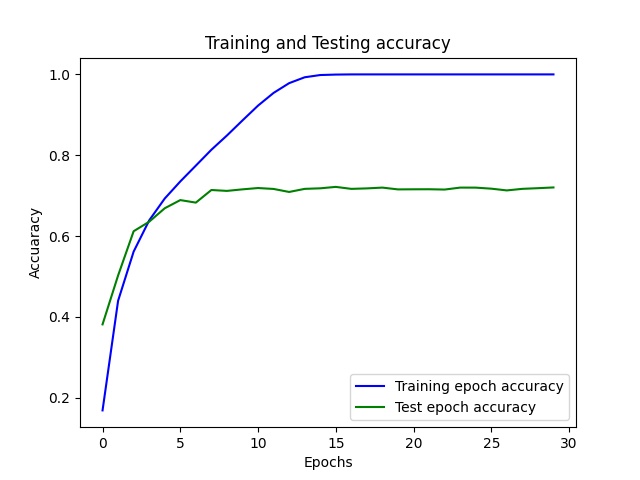 Training and Testing accuracy
1.0
0.8
0.6
0.4
0.2
Accuaracy
0 5 10 15 20 25 30
Epochs
Training epoch accuracy
Test epoch accuracy